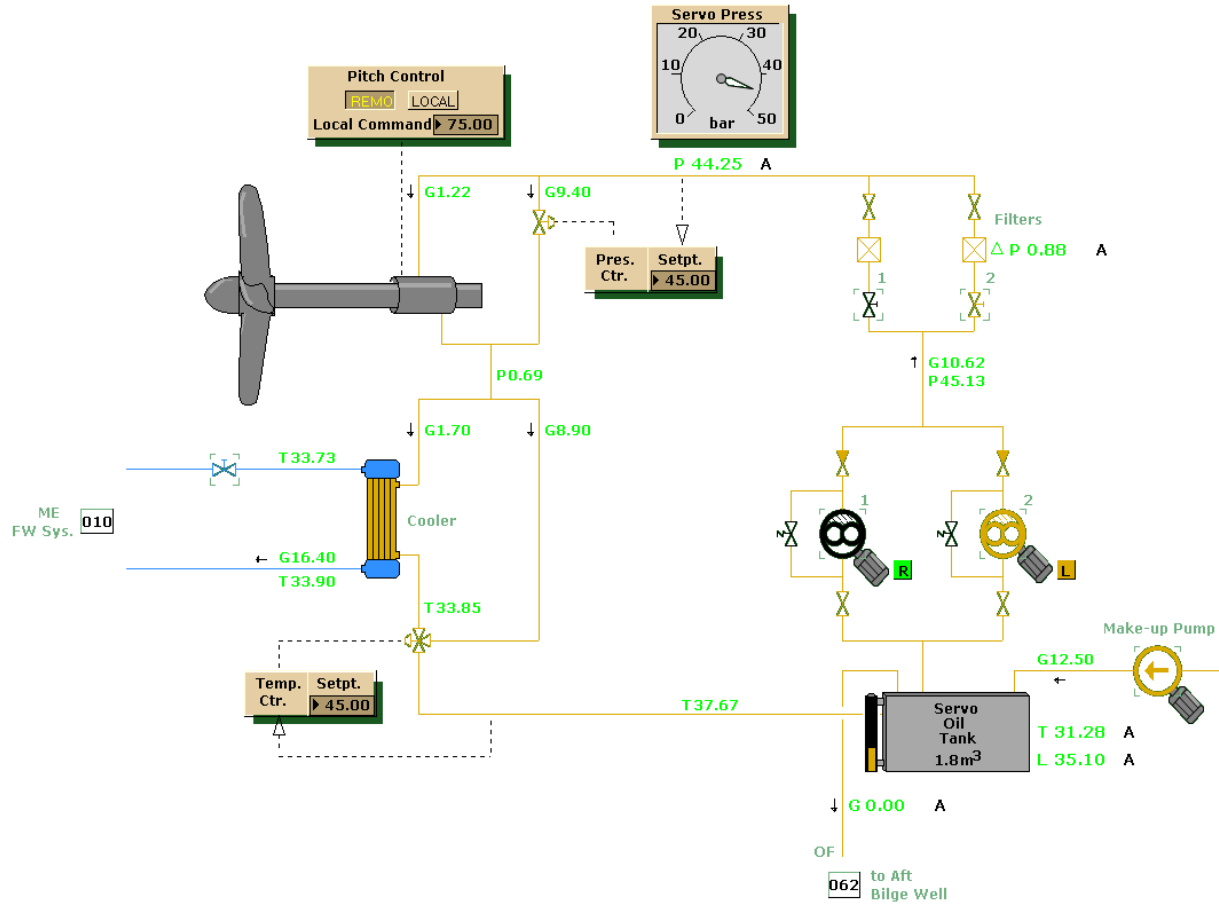 Servo Press
20 30
10 40
0 50
bar
Pitch Control
REMO LOCAL
Local Command 75.00
P 44.25 A
G1.22
G9.40
Filters
Δ P 0.88 A
Pres. Ctr.
Setpt.
45.00
1
2
G10.62
P45.13
P0.69
G1.70
G8.90
T33.73
ME
FW Sys. 010
Cooler
G16.40
T33.90
T33.85
1
2
R
L
Make-up Pump
G12.50
Temp. Ctr.
Setpt.
45.00
T37.67
Servo
Oil
Tank
1.8m³
T 31.28 A
L 35.10 A
G 0.00 A
OF
062
to Aft
Bilge Well